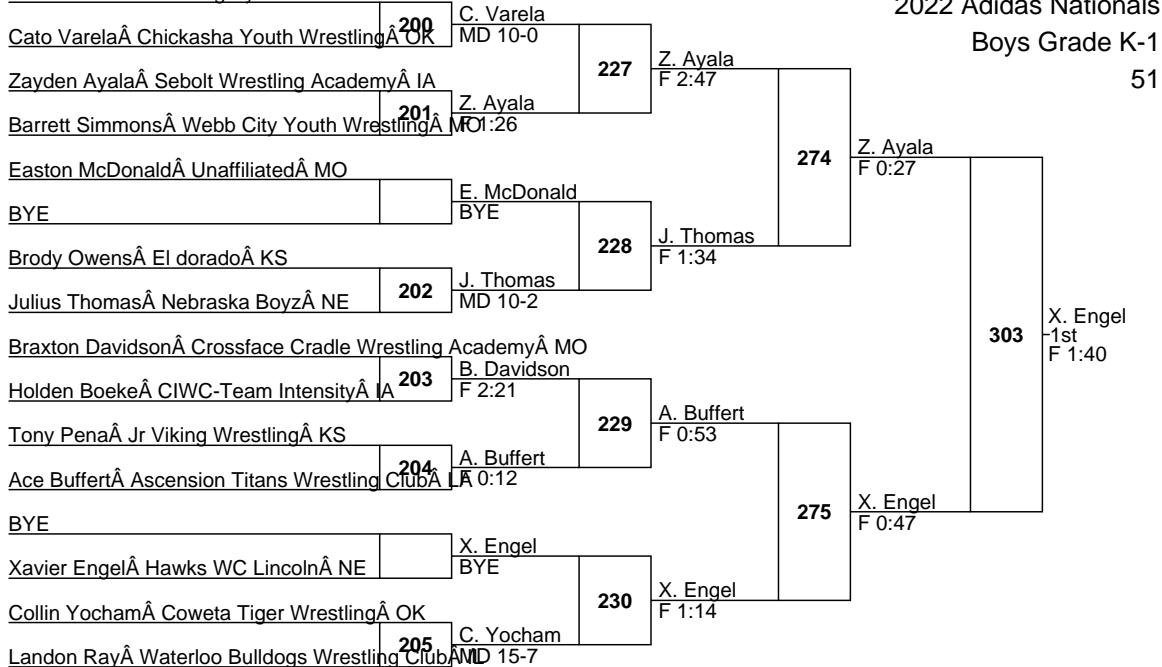 2022 Adidas Nationals
Boys Grade K-1
51
200
C. Varela
MD 10-0
Cato VarelaÂ Chickasha Youth WrestlingÂ OK
227
Z. Ayala
F 2:47
Zayden AyalaÂ Sebolt Wrestling AcademyÂ IA
201
Z. Ayala
F 1:26
Barrett SimmonsÂ Webb City Youth WrestlingÂ MO
274
Z. Ayala
F 0:27
Easton McDonaldÂ UnaffiliatedÂ MO
E. McDonald
BYE
BYE
228
J. Thomas
F 1:34
Brody OwensÂ El doradoÂ KS
202
J. Thomas
MD 10-2
Julius ThomasÂ Nebraska BoyzÂ NE
303
X. Engel
1st
F 1:40
Braxton DavidsonÂ Crossface Cradle Wrestling AcademyÂ MO
203
B. Davidson
F 2:21
Holden BoekeÂ CIWC-Team IntensityÂ IA
229
A. Buffert
F 0:53
Tony PenaÂ Jr Viking WrestlingÂ KS
204
A. Buffert
F 0:12
Ace BuffertÂ Ascension Titans Wrestling ClubÂ LA
275
X. Engel
F 0:47
BYE
X. Engel
BYE
Xavier EngelÂ Hawks WC LincolnÂ NE
230
X. Engel
F 1:14
Collin YochamÂ Coweta Tiger WrestlingÂ OK
205
C. Yocham
MD 15-7
Landon RayÂ Waterloo Bulldogs Wrestling ClubÂ IL